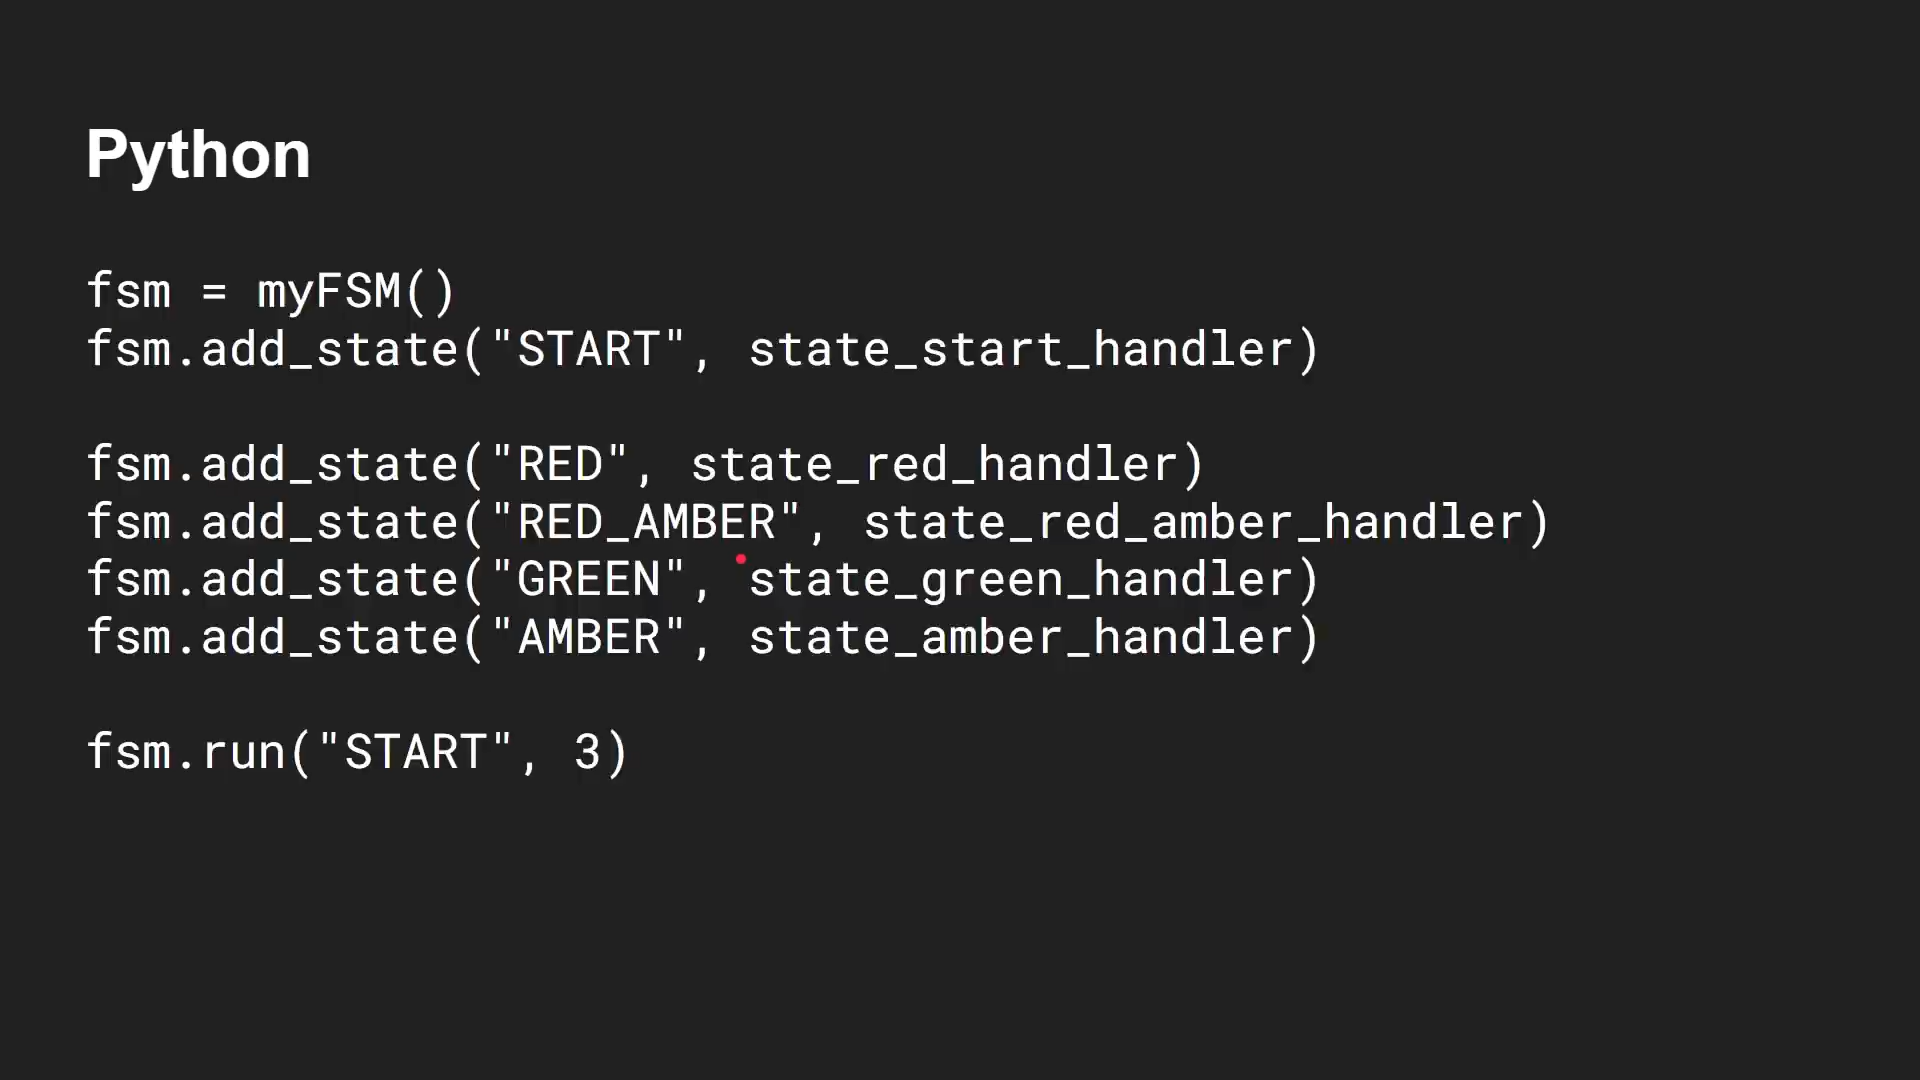 Python
fsm = myFSM()
fsm.add_state("START", state_start_handler)
fsm.add_state("RED", state_red_handler)
fsm.add_state("RED_AMBER", state_red_amber_handler)
fsm.add_state("GREEN", state_green_handler)
fsm.add_state("AMBER", state_amber_handler)
fsm.run("START", 3)